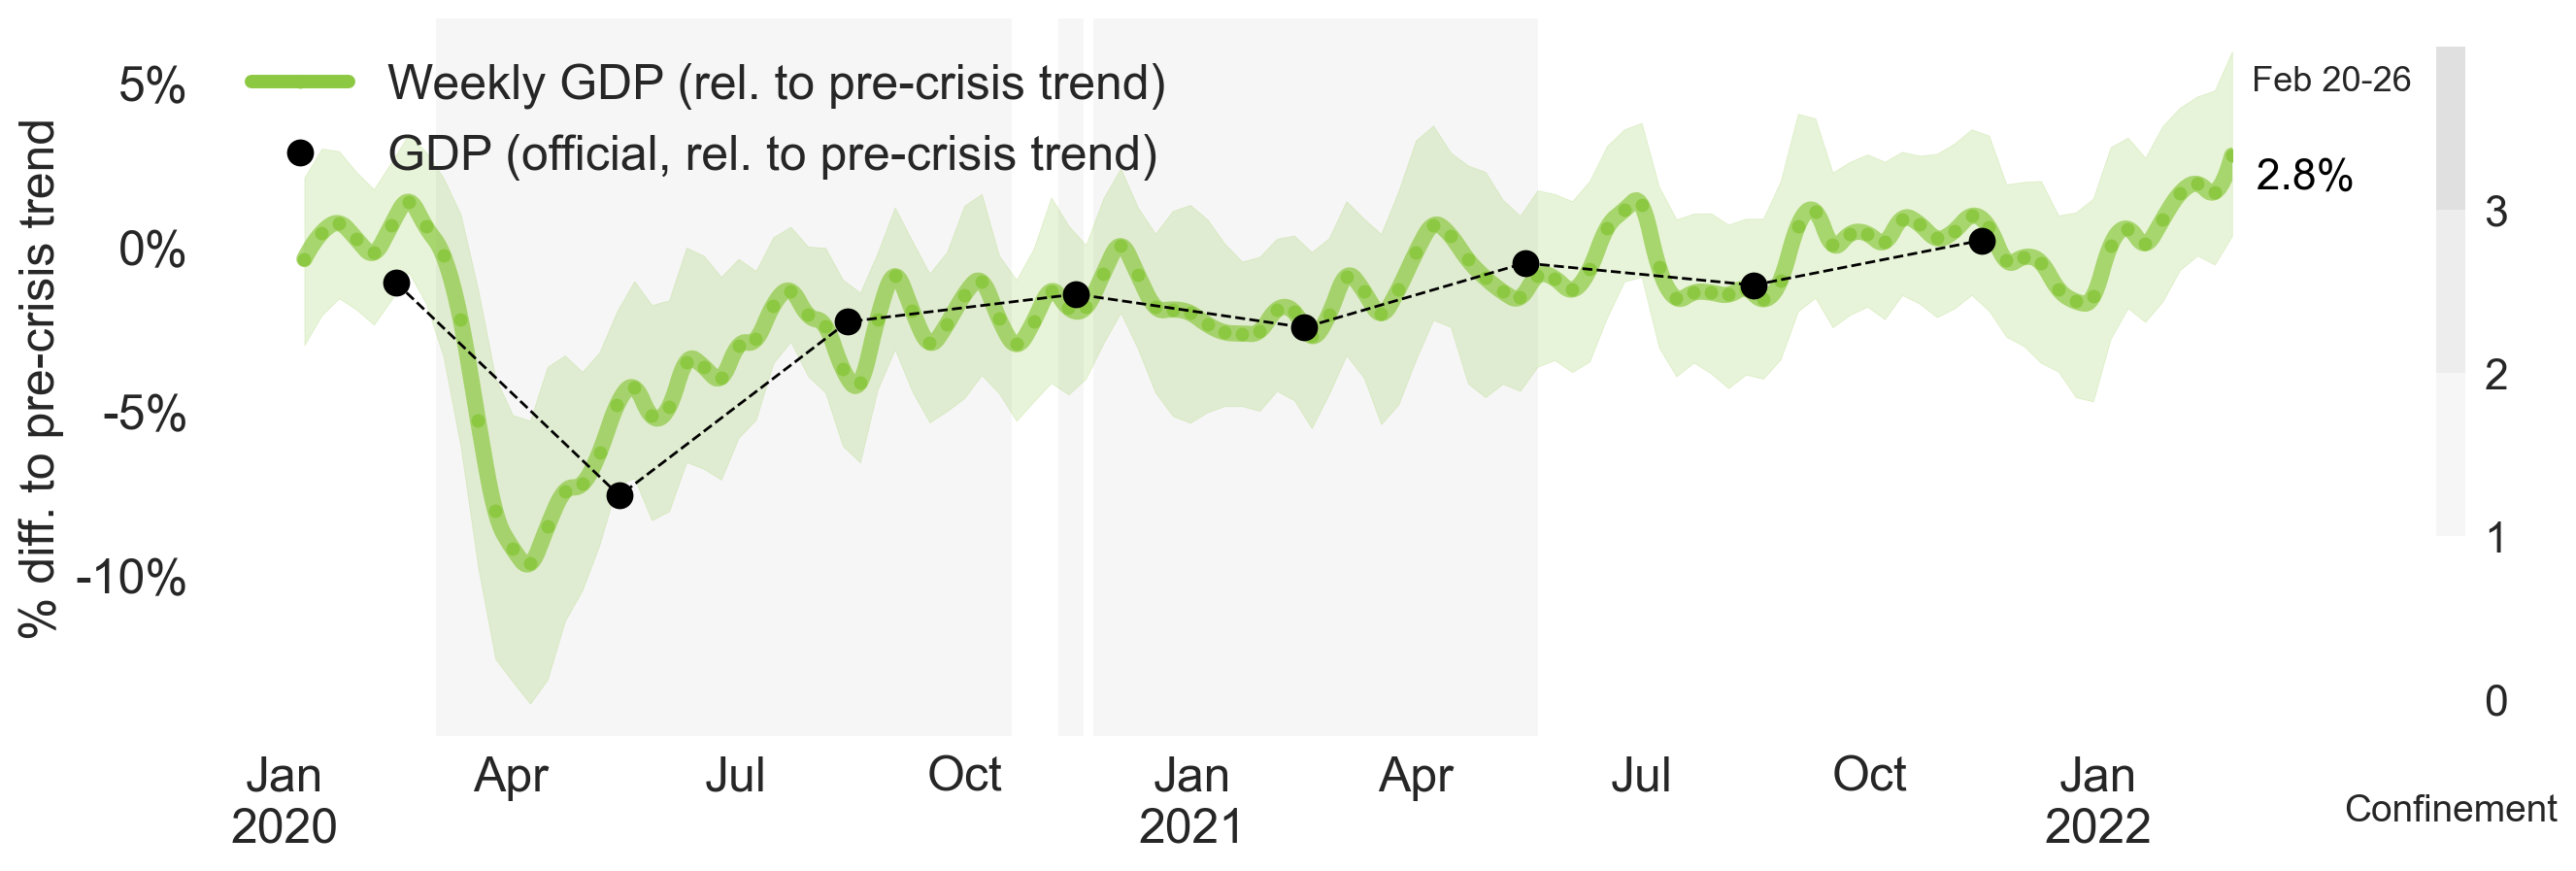 % diff. to pre-crisis trend
5%
0%
-5%
-10%
Weekly GDP (rel. to pre-crisis trend)
GDP (official, rel. to pre-crisis trend)
Feb 20-26
2.8%
3
2
1
0
Confinement
Jan
2020
Apr
Jul
Oct
Jan
2021
Apr
Jul
Oct
Jan
2022